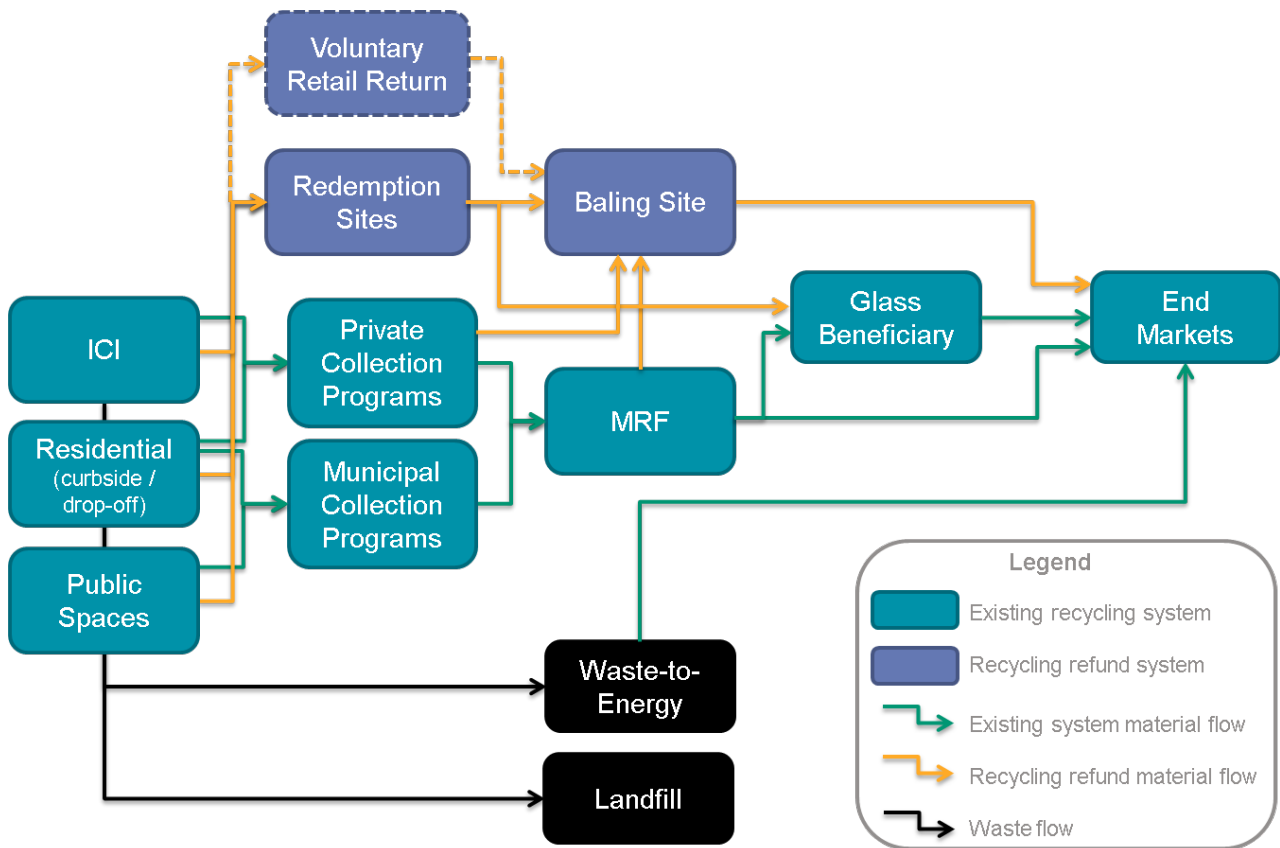 Voluntary
Retail Return
Redemption
Sites
Baling Site
ICI
Private
Collection
Programs
Glass
Beneficiary
End
Markets
MRF
Residential
(curbside /
drop-off)
Municipal
Collection
Programs
Public
Spaces
Waste-to-
Energy
Landfill
Legend
Existing recycling system
Recycling refund system
Existing system material flow
Recycling refund material flow
Waste flow